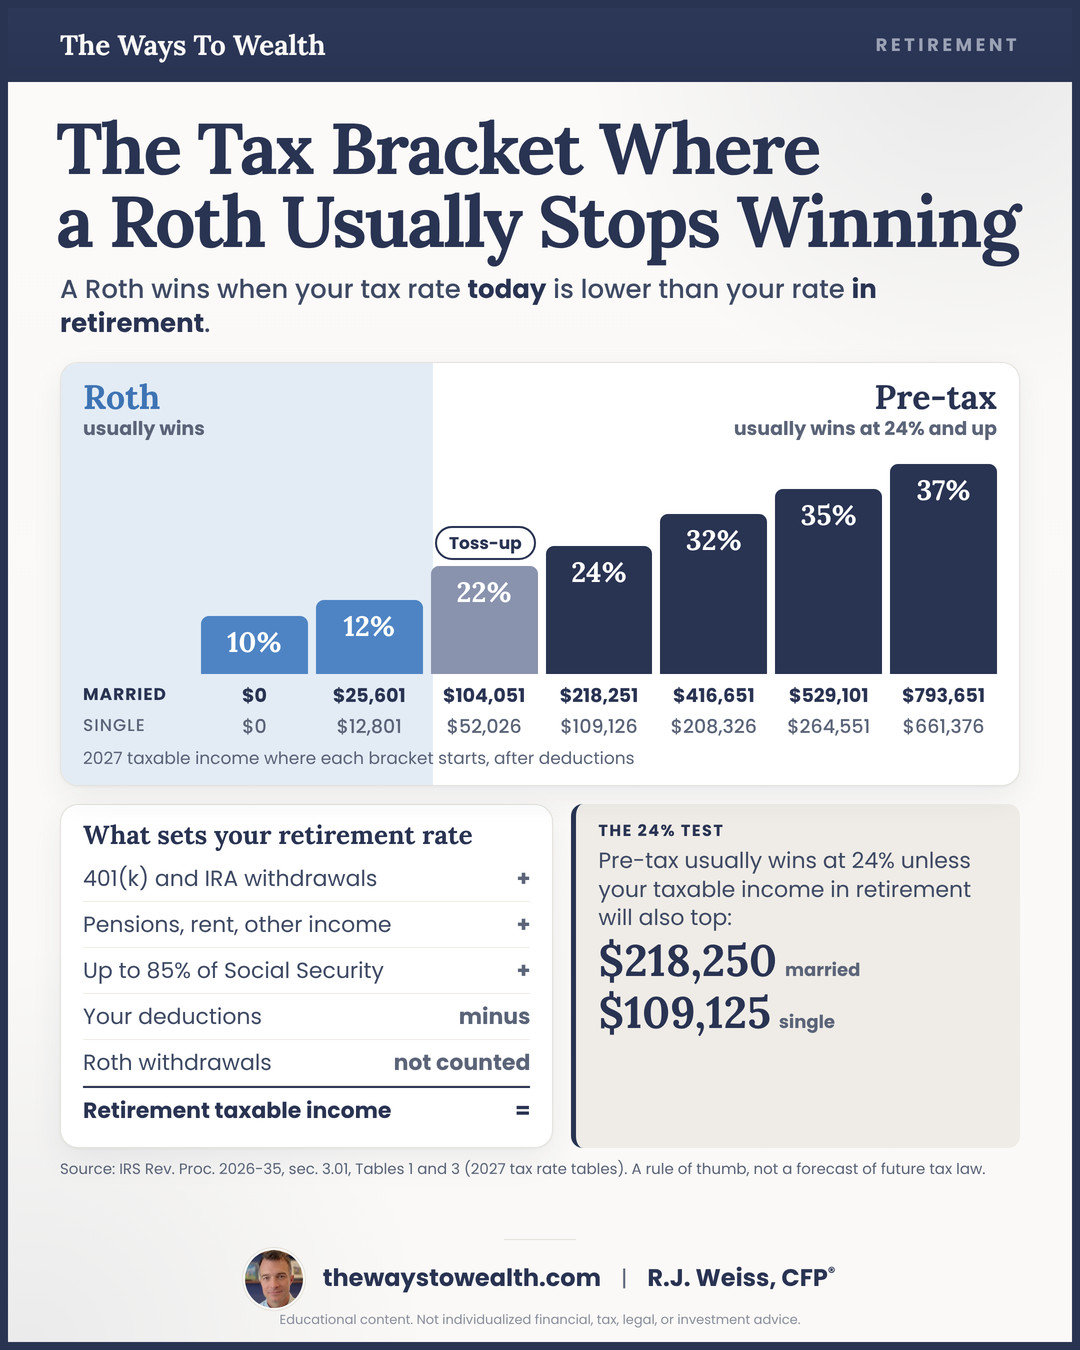 The Ways To Wealth
RETIREMENT
The Tax Bracket Where
a Roth Usually Stops Winning
A Roth wins when your tax rate today is lower than your rate in
retirement.
Roth
usually wins
Pre-tax
usually wins at 24% and up
Toss-up
10% 12% 22% 24% 32% 35% 37%
MARRIED $0 $25,601 $104,051 $218,251 $416,651 $529,101 $793,651
SINGLE $0 $12,801 $52,026 $109,126 $208,326 $264,551 $661,376
2027 taxable income where each bracket starts, after deductions
What sets your retirement rate
401(k) and IRA withdrawals +
Pensions, rent, other income +
Up to 85% of Social Security +
Your deductions minus
Roth withdrawals not counted
Retirement taxable income =
THE 24% TEST
Pre-tax usually wins at 24% unless
your taxable income in retirement
will also top:
$218,250 married
$109,125 single
Source: IRS Rev. Proc. 2026-35, sec. 3.01, Tables 1 and 3 (2027 tax rate tables). A rule of thumb, not a forecast of future tax law.
thewaystowealth.com | R.J. Weiss, CFP®
Educational content. Not individualized financial, tax, legal, or investment advice.